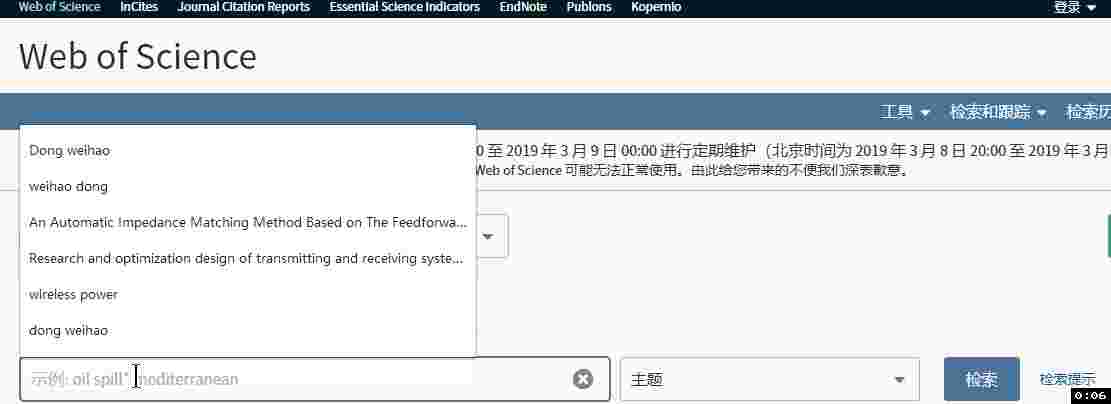 Web of Science InCites Journal Citation Reports Essential Science Indicators EndNote Publons Kopernio 登录
Web of Science
工具 检索和跟踪 检索历
Dong weihao
0 至 2019 年 3 月 9 日 00:00 进行定期维护（北京时间为 2019 年 3 月 8 日 20:00 至 2019 年 3 月
Web of Science 可能无法正常使用。由此给您带来的不便我们深表歉意。
weihao dong
An Automatic Impedance Matching Method Based on The Feedforwa...
Research and optimization design of transmitting and receiving syste...
wireless power
dong weihao
示例: oil spill* mediterranean
主题
检索
检索提示
0:06